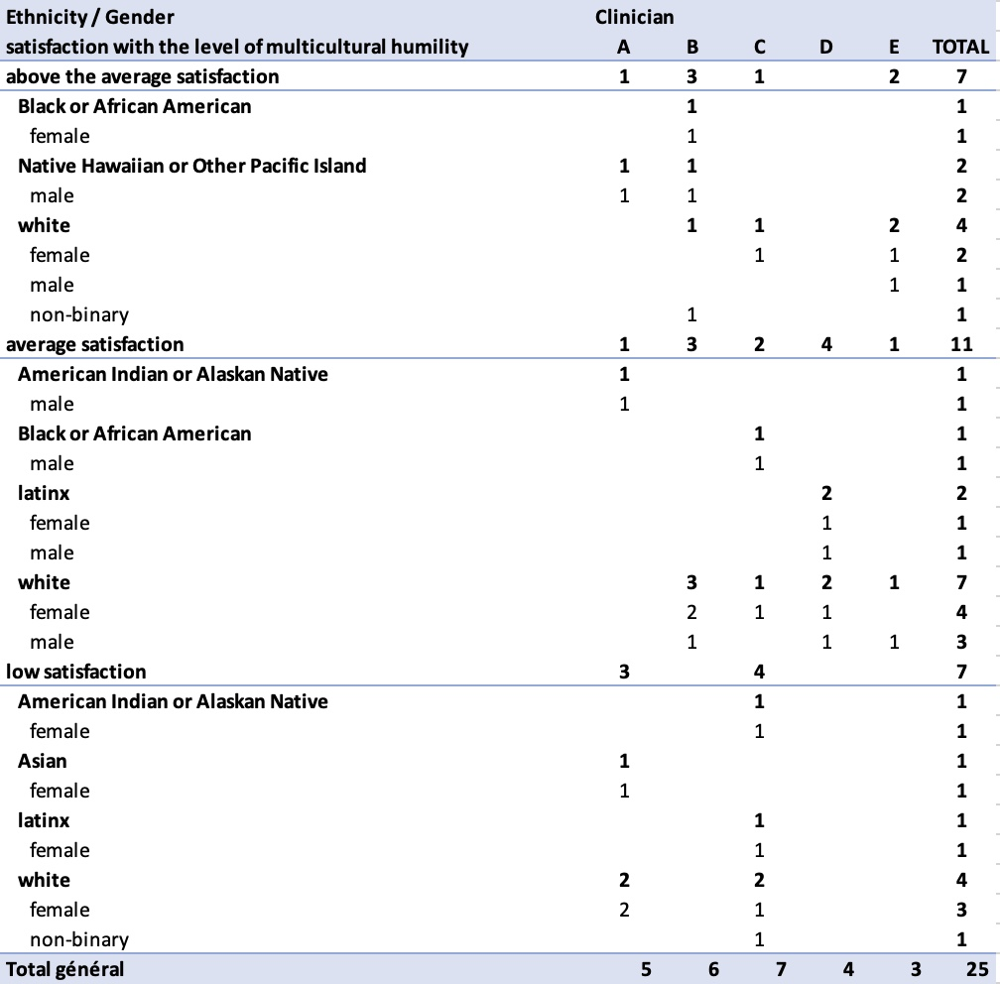 Ethnicity / Gender Clinician
satisfaction with the level of multicultural humility A B C D E TOTAL
above the average satisfaction 1 3 1 2 7
Black or African American 1 1
female 1 1
Native Hawaiian or Other Pacific Island 1 1 2
male 1 1 2
white 1 1 2 4
female 1 1 2
male 1 1
non-binary 1 1
average satisfaction 1 3 2 4 1 11
American Indian or Alaskan Native 1 1
male 1 1
Black or African American 1 1
male 1 1
latinx 2 2
female 1 1
male 1 1
white 3 1 2 1 7
female 2 1 1 4
male 1 1 1 3
low satisfaction 3 4 7
American Indian or Alaskan Native 1 1
female 1 1
Asian 1 1
female 1 1
latinx 1 1
female 1 1
white 2 2 4
female 2 1 3
non-binary 1 1
Total général 5 6 7 4 3 25